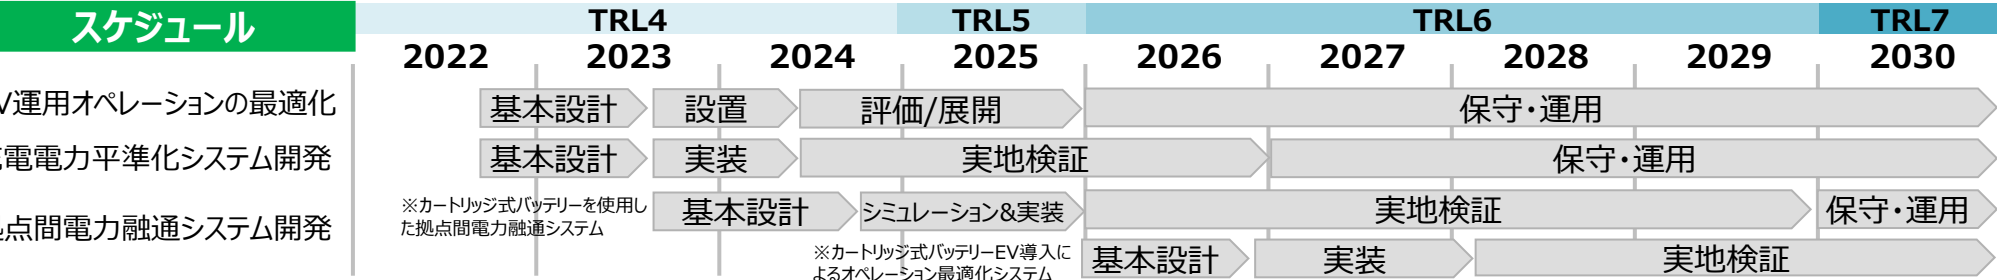 スケジュール
TRL4 TRL5 TRL6 TRL7
2022 2023 2024 2025 2026 2027 2028 2029 2030
V運用オペレーションの最適化 基本設計 設置 評価/展開 保守・運用
電電力平準化システム開発 基本設計 実装 実地検証 保守・運用
点間電力融通システム開発 ※カートリッジ式バッテリーを使用し
た拠点間電力融通システム 基本設計 シミュレーション&実装 実地検証 保守・運用
※カートリッジ式バッテリーEV導入に
よるオペレーション最適化システム 基本設計 実装 実地検証